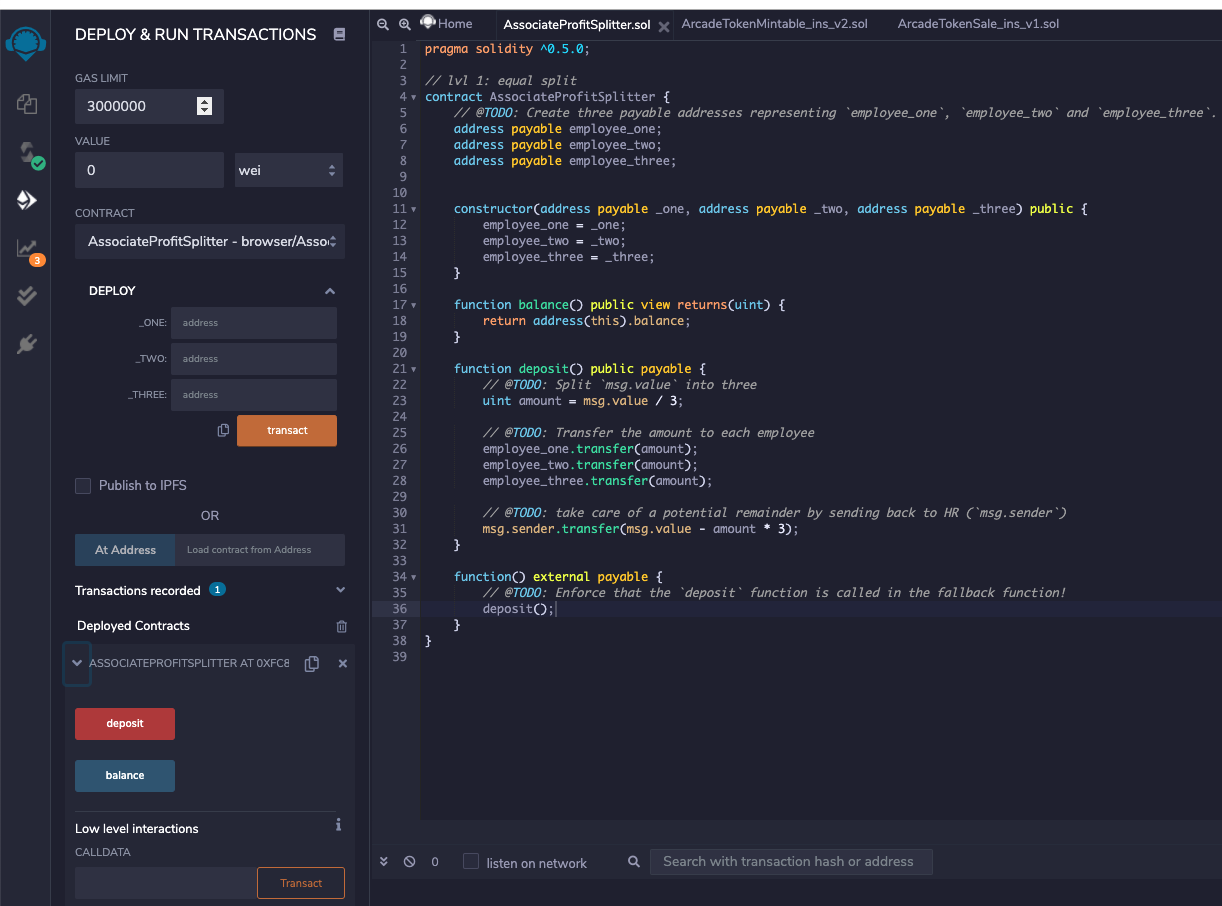 DEPLOY & RUN TRANSACTIONS
GAS LIMIT
3000000
VALUE
0
wei
CONTRACT
AssociateProfitSplitter - browser/Asso
DEPLOY
_ONE: address
_TWO: address
_THREE: address
transact
Publish to IPFS
OR
At Address
Load contract from Address
Transactions recorded 1
Deployed Contracts
ASSOCIATEPROFITSPLITTER AT 0XFC8
deposit
balance
Low level interactions
i
CALLDATA
Transact
3
Home
AssociateProfitSplitter.sol
ArcadeTokenMintable_ins_v2.sol
ArcadeTokenSale_ins_v1.sol
1 pragma solidity ^0.5.0;
2
3 // lvl 1: equal split
4 contract AssociateProfitSplitter {
5 // @TODO: Create three payable addresses representing `employee_one`, `employee_two` and `employee_three`.
6 address payable employee_one;
7 address payable employee_two;
8 address payable employee_three;
9
10
11 constructor(address payable _one, address payable _two, address payable _three) public {
12 employee_one = _one;
13 employee_two = _two;
14 employee_three = _three;
15 }
16
17 function balance() public view returns(uint) {
18 return address(this).balance;
19 }
20
21 function deposit() public payable {
22 // @TODO: Split `msg.value` into three
23 uint amount = msg.value / 3;
24
25 // @TODO: Transfer the amount to each employee
26 employee_one.transfer(amount);
27 employee_two.transfer(amount);
28 employee_three.transfer(amount);
29
30 // @TODO: take care of a potential remainder by sending back to HR (`msg.sender`)
31 msg.sender.transfer(msg.value - amount * 3);
32 }
33
34 function() external payable {
35 // @TODO: Enforce that the `deposit` function is called in the fallback function!
36 deposit();
37 }
38 }
39
0
listen on network
Search with transaction hash or address